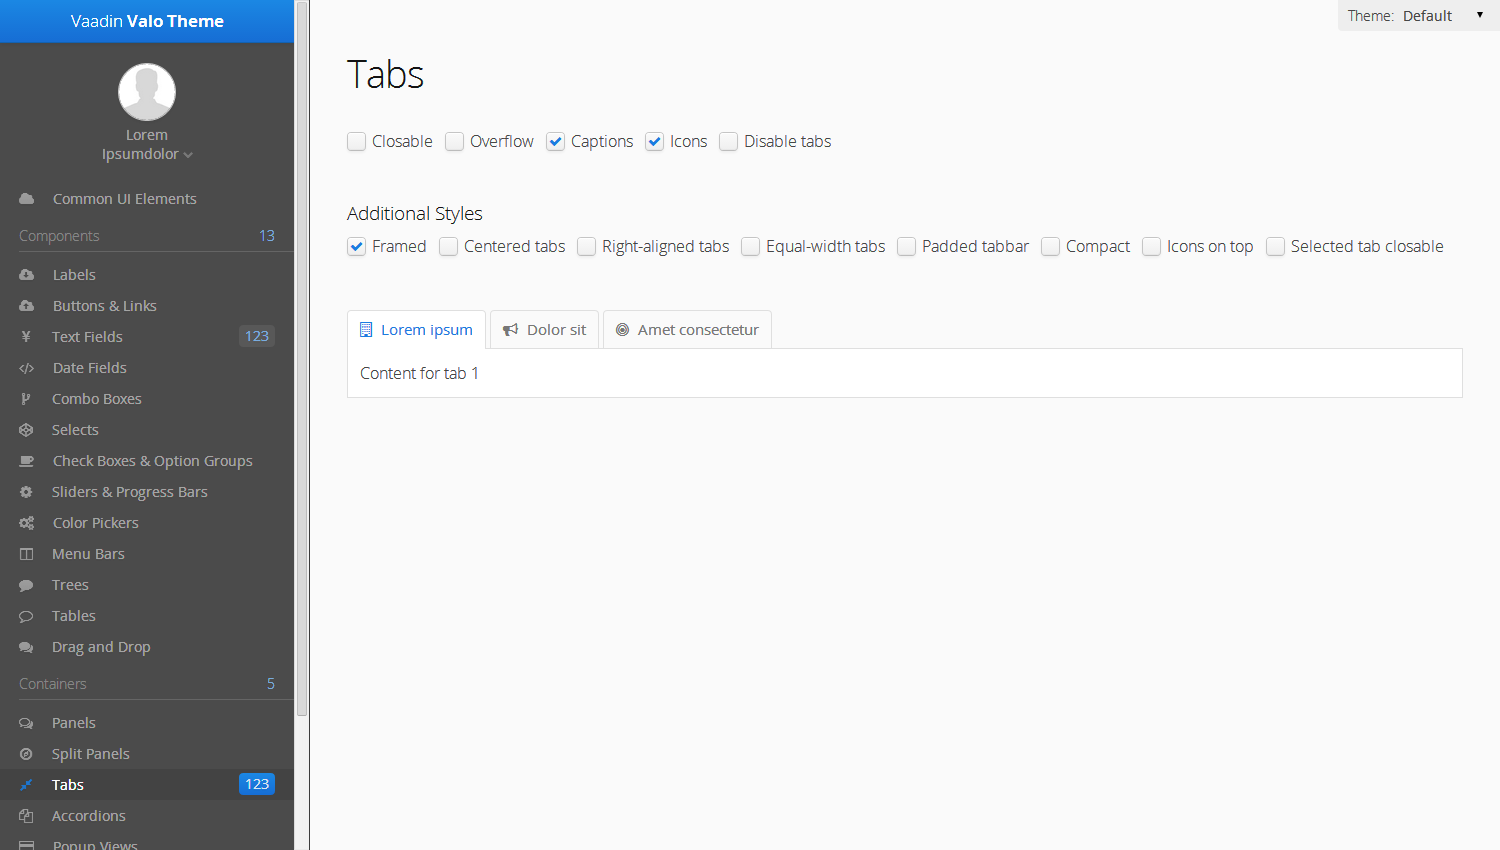 Vaadin Valo Theme
Lorem
Ipsumdolor
Common UI Elements
Components 13
Labels
Buttons & Links
Text Fields 123
Date Fields
Combo Boxes
Selects
Check Boxes & Option Groups
Sliders & Progress Bars
Color Pickers
Menu Bars
Trees
Tables
Drag and Drop
Containers 5
Panels
Split Panels
Tabs 123
Accordions
Popup Views
Theme: Default
Tabs
Closable Overflow Captions Icons Disable tabs
Additional Styles
Framed Centered tabs Right-aligned tabs Equal-width tabs Padded tabbar Compact Icons on top Selected tab closable
Lorem ipsum Dolor sit Amet consectetur
Content for tab 1